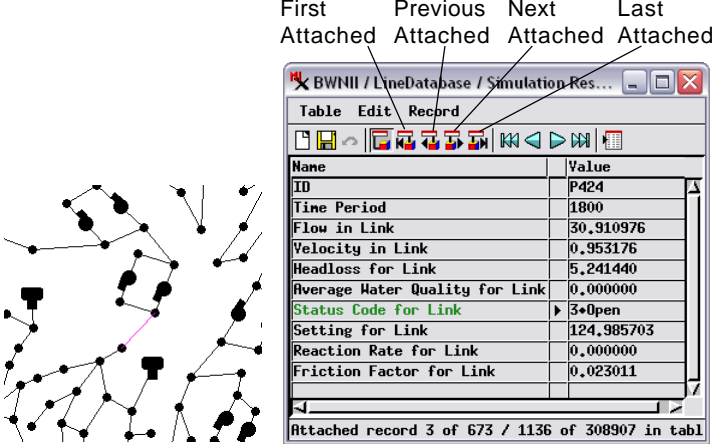 First Previous Next Last
Attached Attached Attached Attached
BWNII / LineDatabase / Simulation Res...
Table Edit Record
Name Value
ID P424
Time Period 1800
Flow in Link 30.910976
Velocity in Link 0.953176
Headloss for Link 5.241440
Average Water Quality for Link 0.000000
Status Code for Link 3◆Open
Setting for Link 124.985703
Reaction Rate for Link 0.000000
Friction Factor for Link 0.023011
Attached record 3 of 673 / 1136 of 308907 in tabl